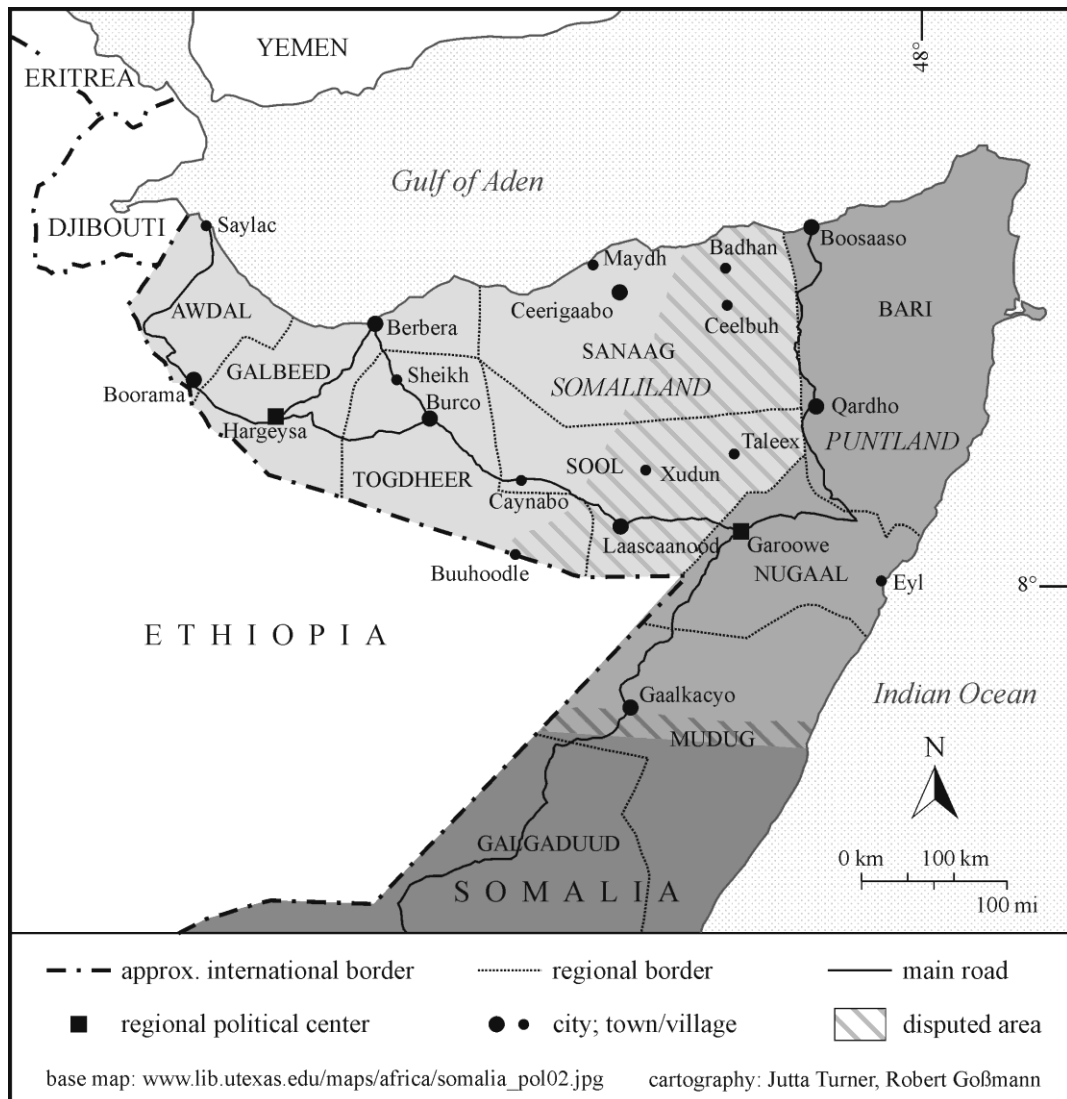 YEMEN
48°
ERITREA
Gulf of Aden
DJIBOUTI
Saylac
Boosaaso
Badhan
Maydh
Ceerigaabo
AWDAL
BARI
Ceelbuh
Berbera
SANAAG
GALBEED
Sheikh
SOMALILAND
Boorama
Burco
Qardho
Hargeysa
PUNTLAND
Taleex
SOOL
Xudun
TOGDHEER
Caynabo
Laascaanood
Garoowe
Buuhoodle
NUGAAL
Eyl
8°
ETHIOPIA
Gaalkacyo
Indian Ocean
MUDUG
N
GALGADUUD
0 km 100 km
SOMALIA
100 mi
approx. international border regional border main road
regional political center city; town/village disputed area
base map: www.lib.utexas.edu/maps/africa/somalia_pol02.jpg cartography: Jutta Turner, Robert Goßmann